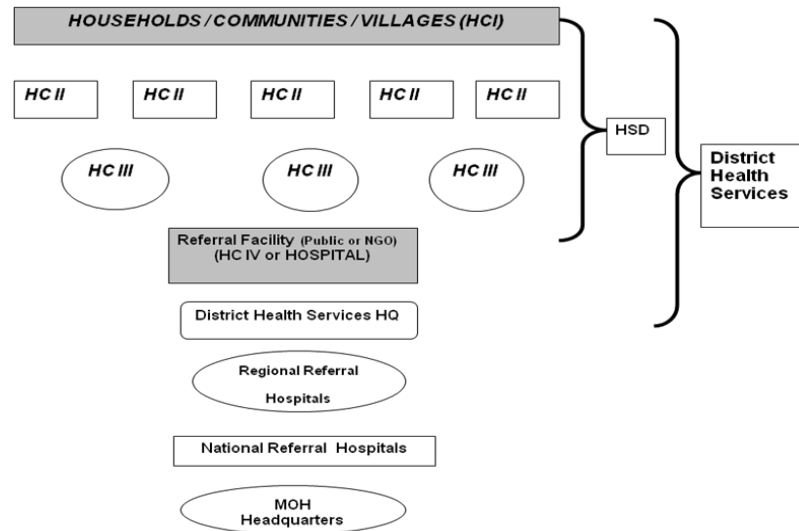 HOUSEHOLDS / COMMUNITIES / VILLAGES (HCI)
HC II
HC II
HC II
HC II
HC II
HSD
HC III
HC III
HC III
District
Health
Services
Referral Facility (Public or NGO)
(HC IV or HOSPITAL)
District Health Services HQ
Regional Referral
Hospitals
National Referral Hospitals
MOH
Headquarters